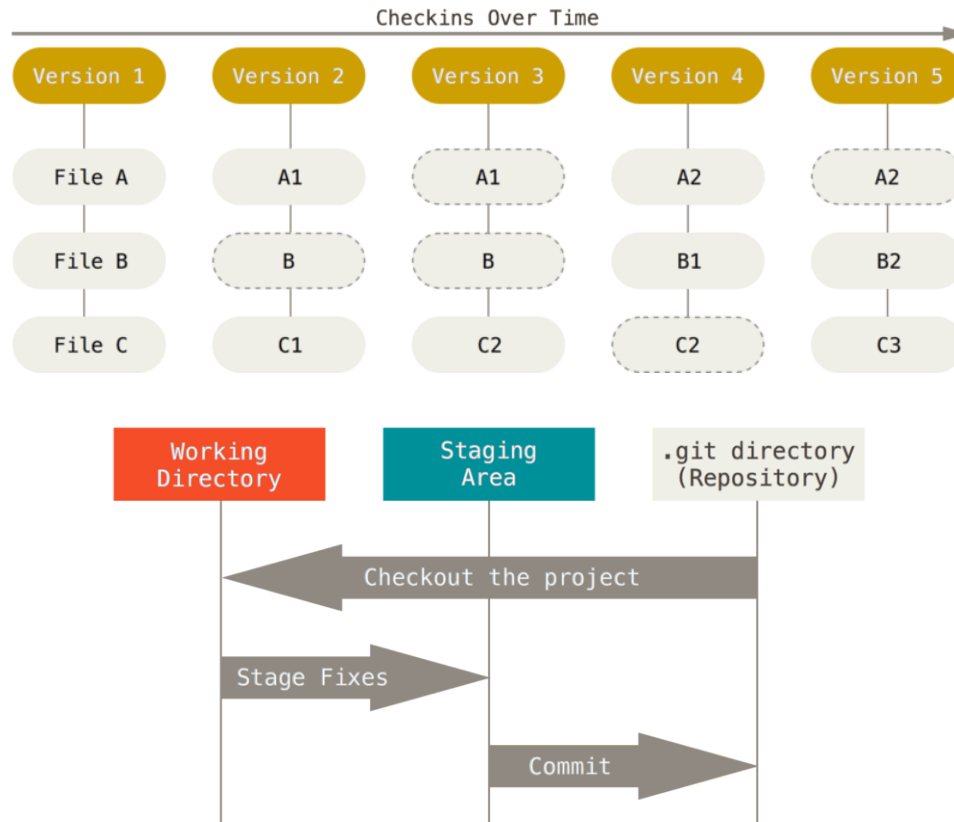 Checkins Over Time
Version 1 Version 2 Version 3 Version 4 Version 5
File A A1 A1 A2 A2
File B B B B1 B2
File C C1 C2 C2 C3
Working Directory
Staging Area
.git directory (Repository)
Checkout the project
Stage Fixes
Commit